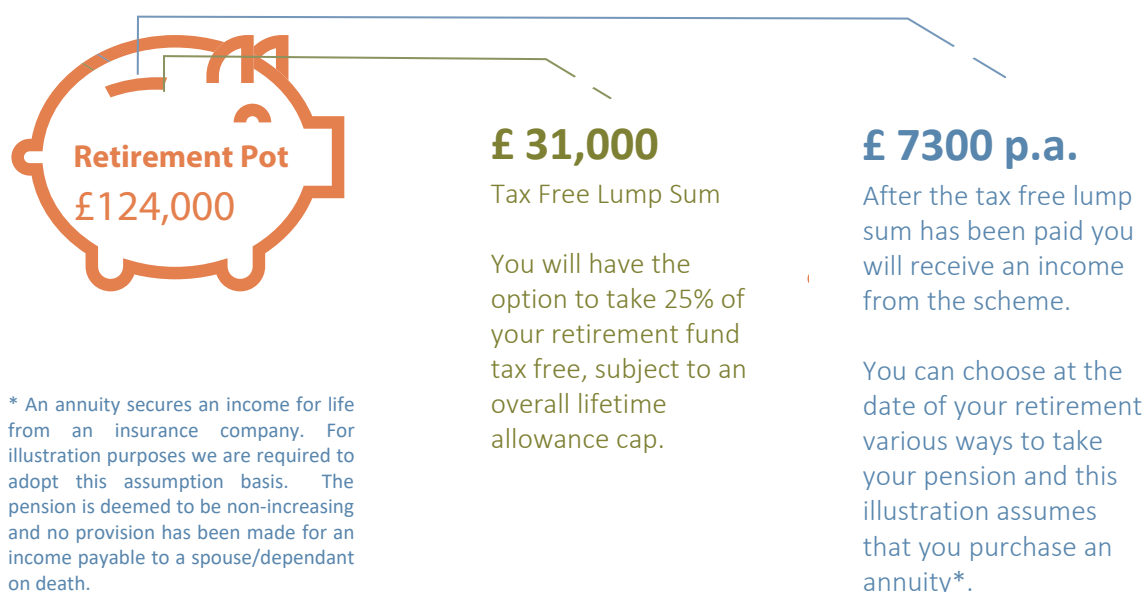 Retirement Pot
£124,000
* An annuity secures an income for life
from an insurance company. For
illustration purposes we are required to
adopt this assumption basis. The
pension is deemed to be non-increasing
and no provision has been made for an
income payable to a spouse/dependant
on death.
£ 31,000
Tax Free Lump Sum
You will have the
option to take 25% of
your retirement fund
tax free, subject to an
overall lifetime
allowance cap.
£ 7300 p.a.
After the tax free lump
sum has been paid you
will receive an income
from the scheme.
You can choose at the
date of your retirement
various ways to take
your pension and this
illustration assumes
that you purchase an
annuity*.